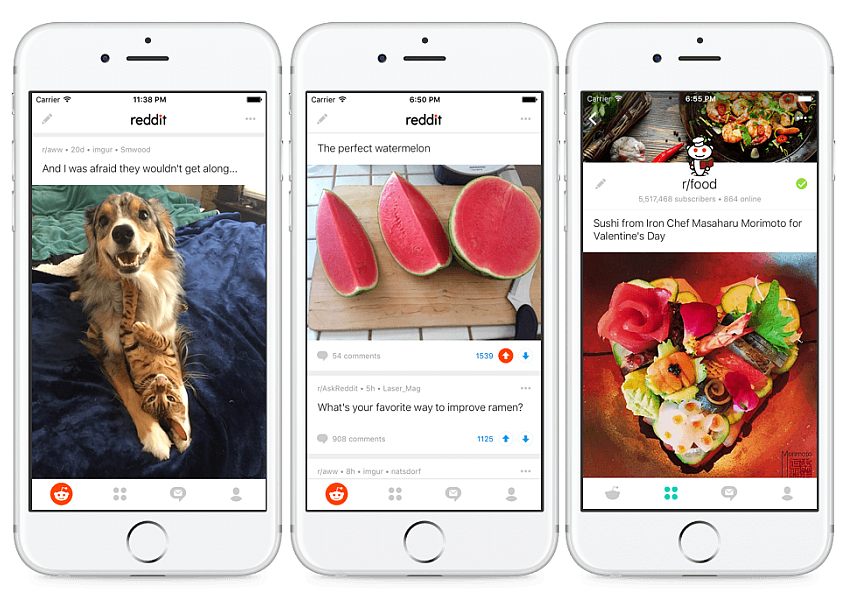 Carrier 11:38 PM
reddit
r/aww • 20d • imgur • Smwood
And I was afraid they wouldn't get along...
Carrier 6:50 PM
reddit
The perfect watermelon
54 comments 1539
r/AskReddit • 5h • Laser_Mag
What's your favorite way to improve ramen?
908 comments 1125
r/aww • 8h • imgur • natsdorf
Carrier 6:55 PM
r/food
5,517,468 subscribers • 864 online
Sushi from Iron Chef Masaharu Morimoto for
Valentine's Day
Morimoto